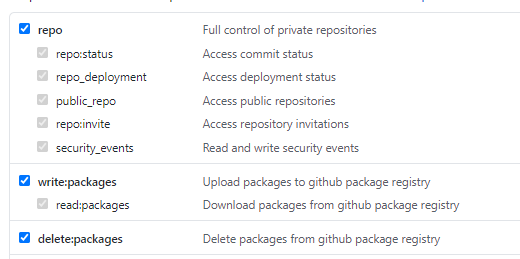 repo Full control of private repositories
repo:status Access commit status
repo_deployment Access deployment status
public_repo Access public repositories
repo:invite Access repository invitations
security_events Read and write security events
write:packages Upload packages to github package registry
read:packages Download packages from github package registry
delete:packages Delete packages from github package registry